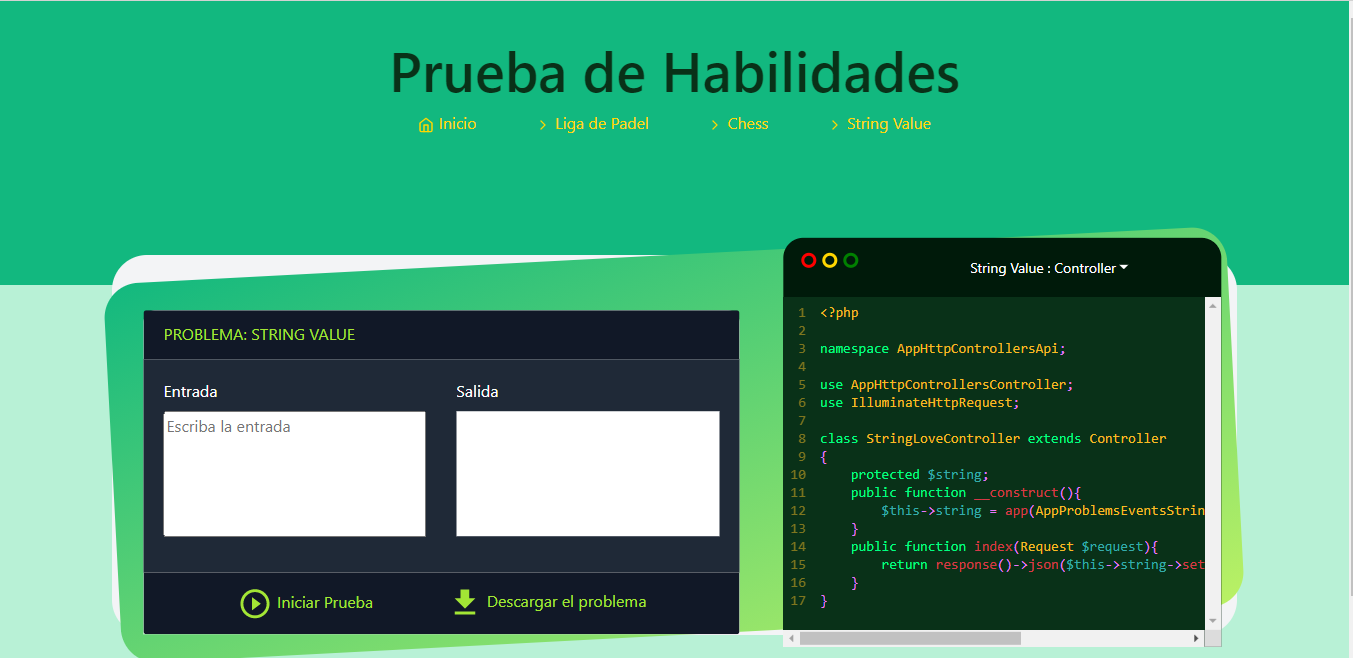 Prueba de Habilidades
Inicio
Liga de Padel
Chess
String Value
PROBLEMA: STRING VALUE
Entrada
Salida
Escriba la entrada
Iniciar Prueba
Descargar el problema
String Value : Controller
1 <?php
2
3 namespace AppHttpControllersApi;
4
5 use AppHttpControllersController;
6 use IlluminateHttpRequest;
7
8 class StringLoveController extends Controller
9 {
10 protected $string;
11 public function __construct(){
12 $this->string = app(AppProblemsEventsStrin
13 }
14 public function index(Request $request){
15 return response()->json($this->string->set
16 }
17 }